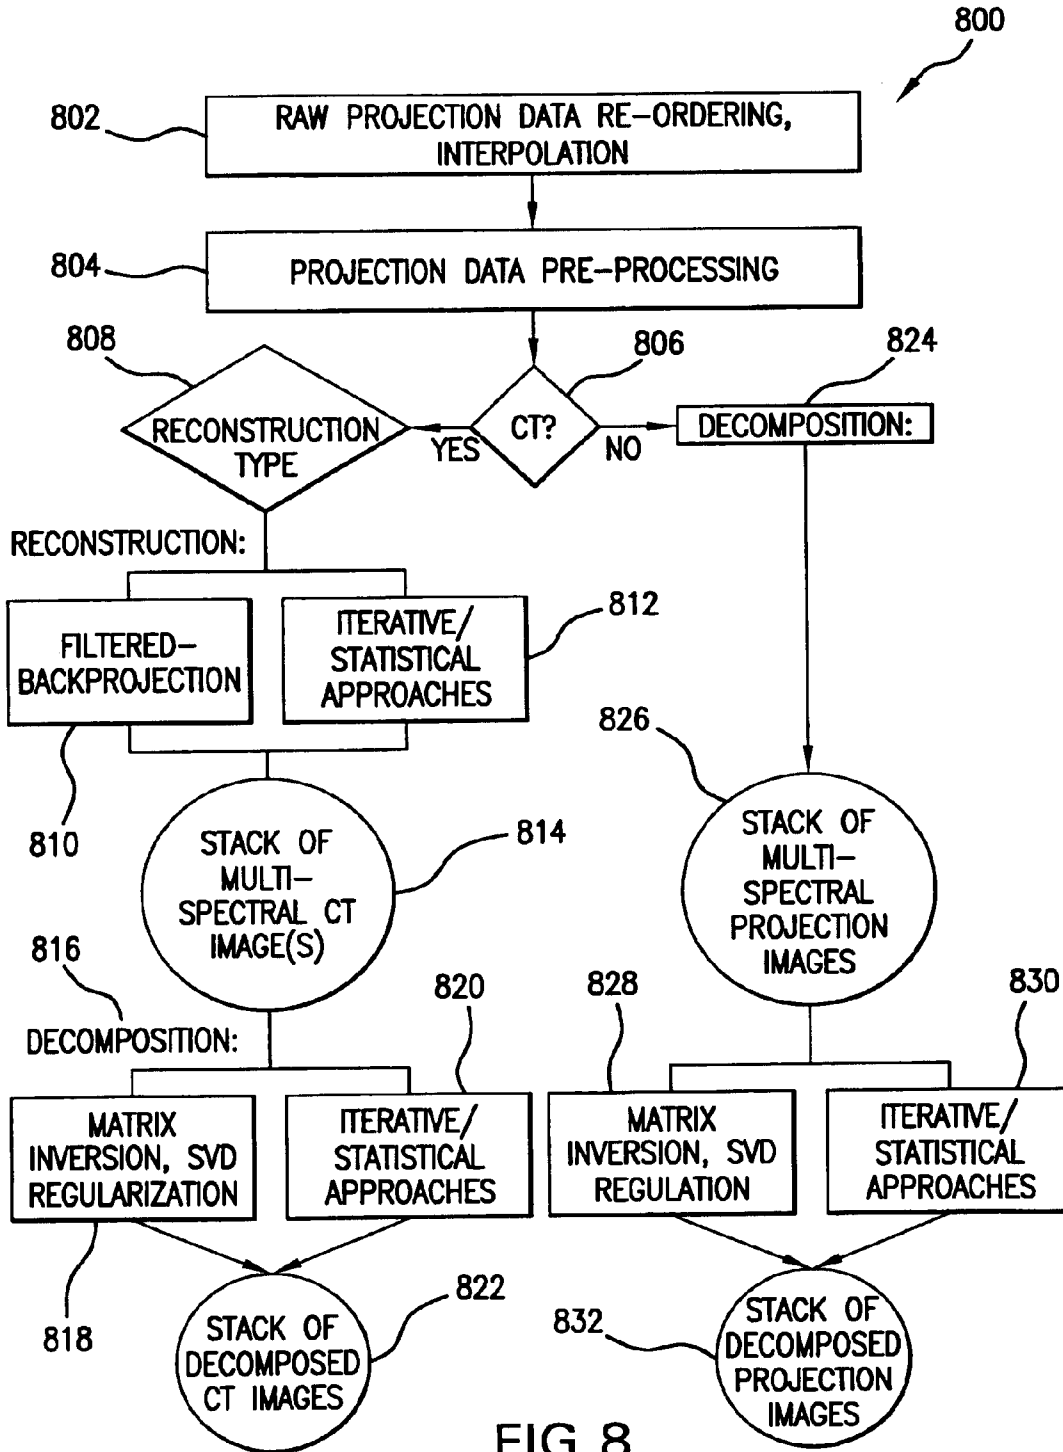 800
802
RAW PROJECTION DATA RE-ORDERING,
INTERPOLATION
804
PROJECTION DATA PRE-PROCESSING
808
806
824
RECONSTRUCTION
TYPE
YES
CT?
NO
DECOMPOSITION:
RECONSTRUCTION:
FILTERED-
BACKPROJECTION
ITERATIVE/
STATISTICAL
APPROACHES
812
810
826
STACK OF
MULTI-
SPECTRAL CT
IMAGE(S)
814
STACK OF
MULTI-
SPECTRAL
PROJECTION
IMAGES
816
DECOMPOSITION:
820
828
830
MATRIX
INVERSION, SVD
REGULARIZATION
ITERATIVE/
STATISTICAL
APPROACHES
MATRIX
INVERSION, SVD
REGULATION
ITERATIVE/
STATISTICAL
APPROACHES
818
STACK OF
DECOMPOSED
CT IMAGES
822
832
STACK OF
DECOMPOSED
PROJECTION
IMAGES
FIG.8